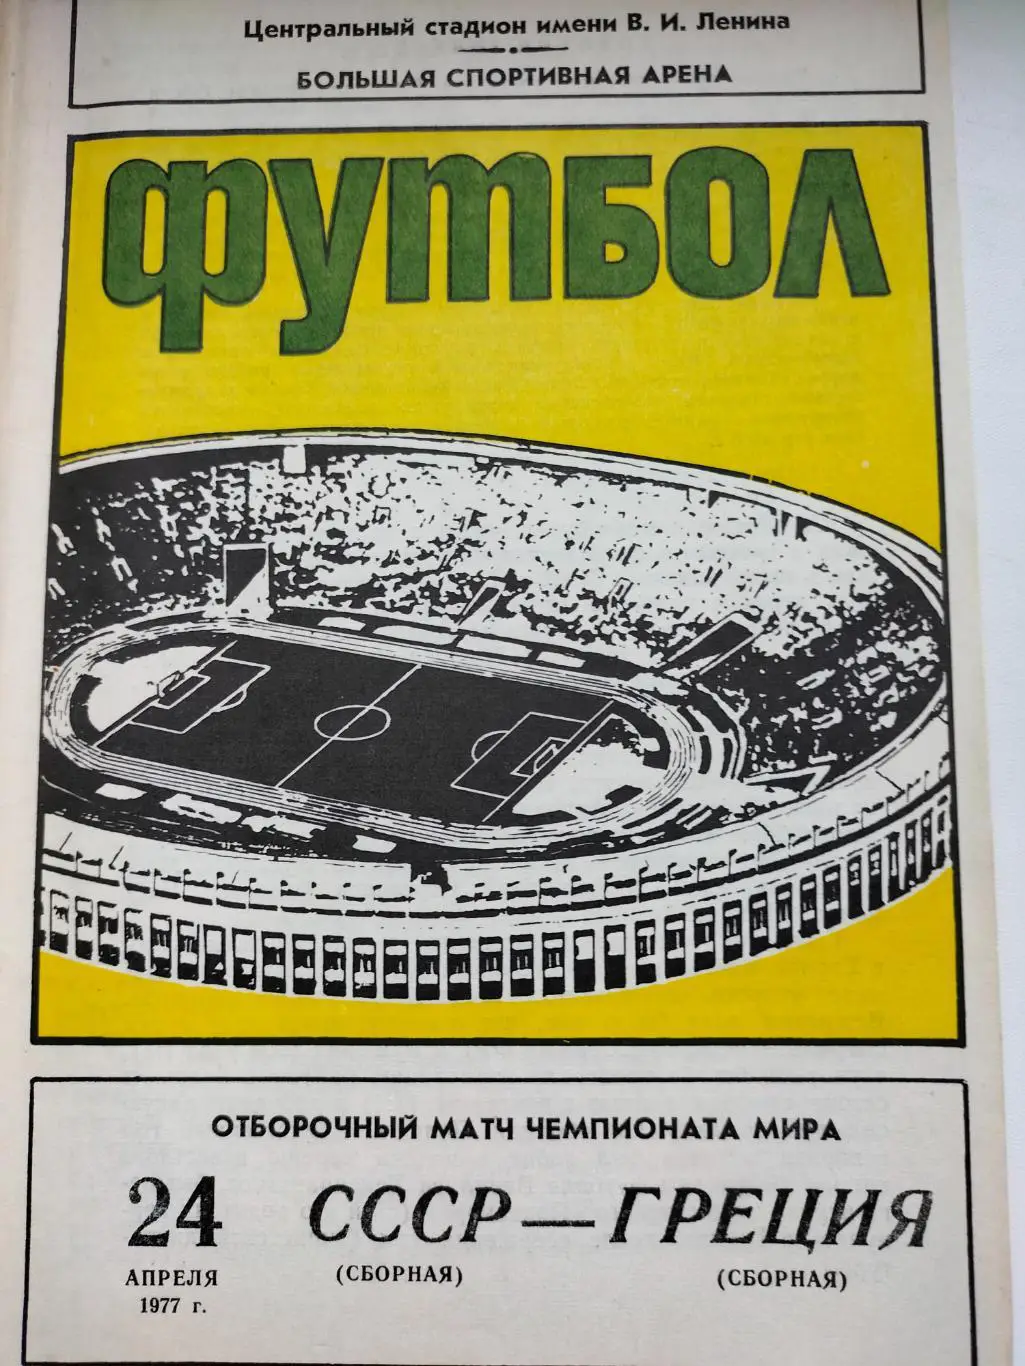 Центральный стадион имени В. И. Ленина
БОЛЬШАЯ СПОРТИВНАЯ АРЕНА
ФУТБОЛ
ОТБОРОЧНЫЙ МАТЧ ЧЕМПИОНАТА МИРА
24 СССР—ГРЕЦИЯ
АПРЕЛЯ (СБОРНАЯ) (СБОРНАЯ)
1977 г.